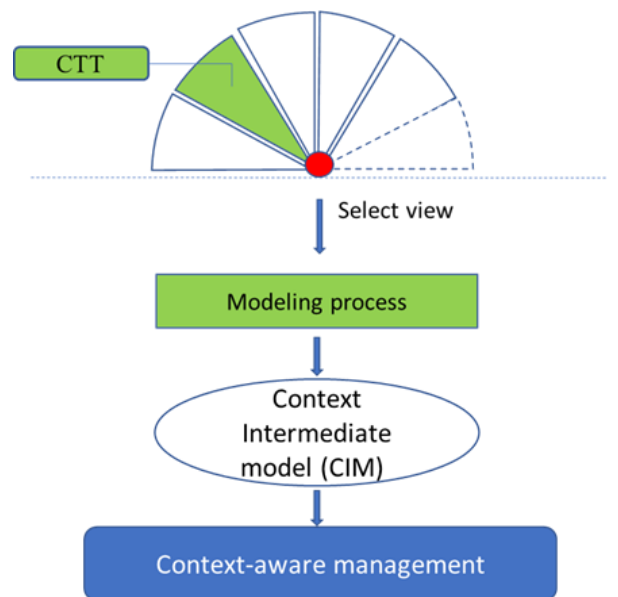 CTT
Select view
Modeling process
Context
Intermediate
model (CIM)
Context-aware management